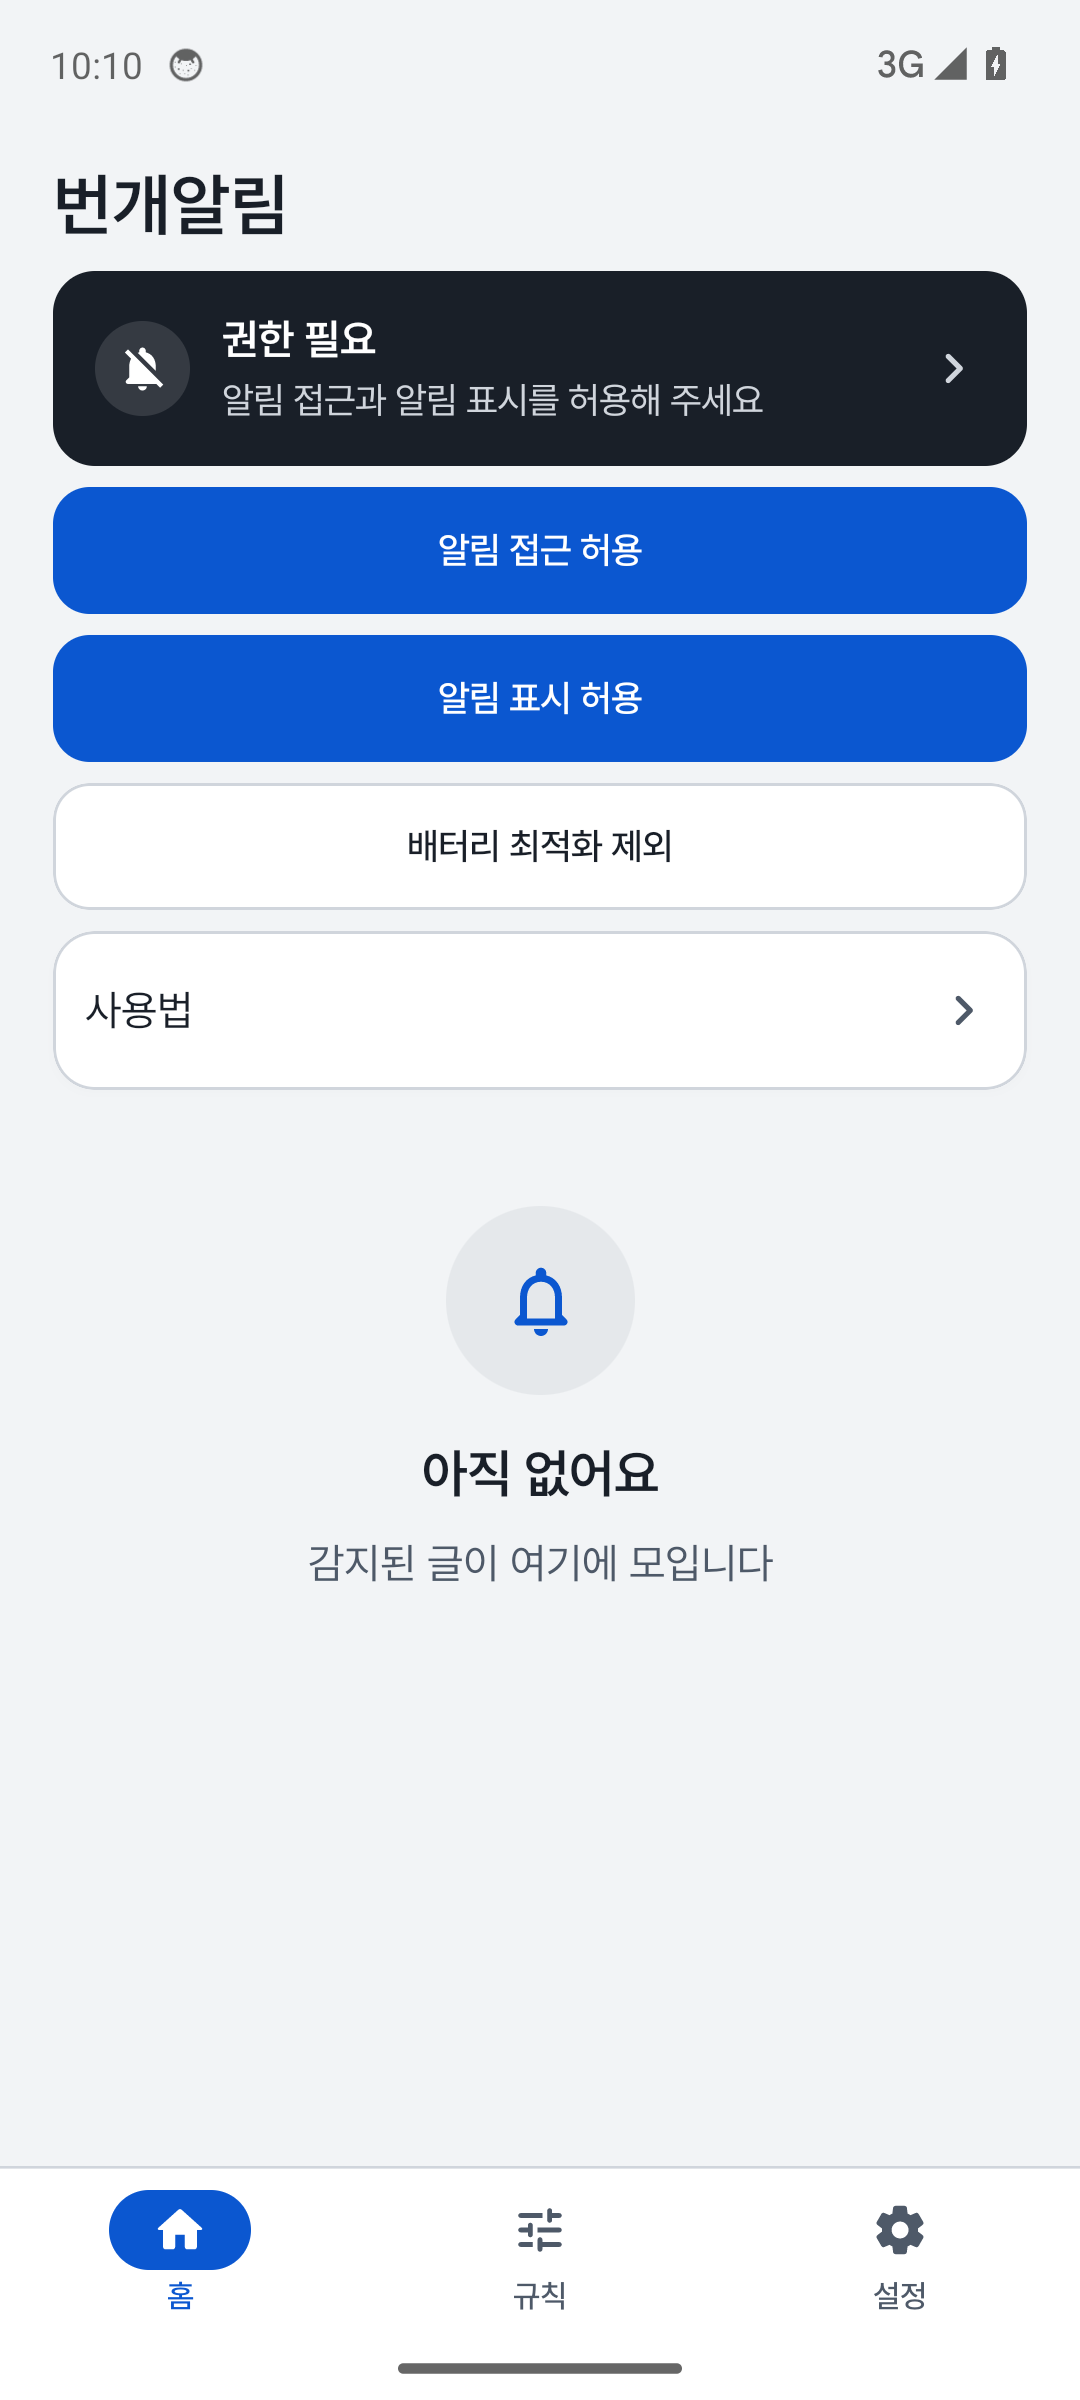 10:10
3G
번개알림
권한 필요
알림 접근과 알림 표시를 허용해 주세요
알림 접근 허용
알림 표시 허용
배터리 최적화 제외
사용법
아직 없어요
감지된 글이 여기에 모입니다
홈
규칙
설정